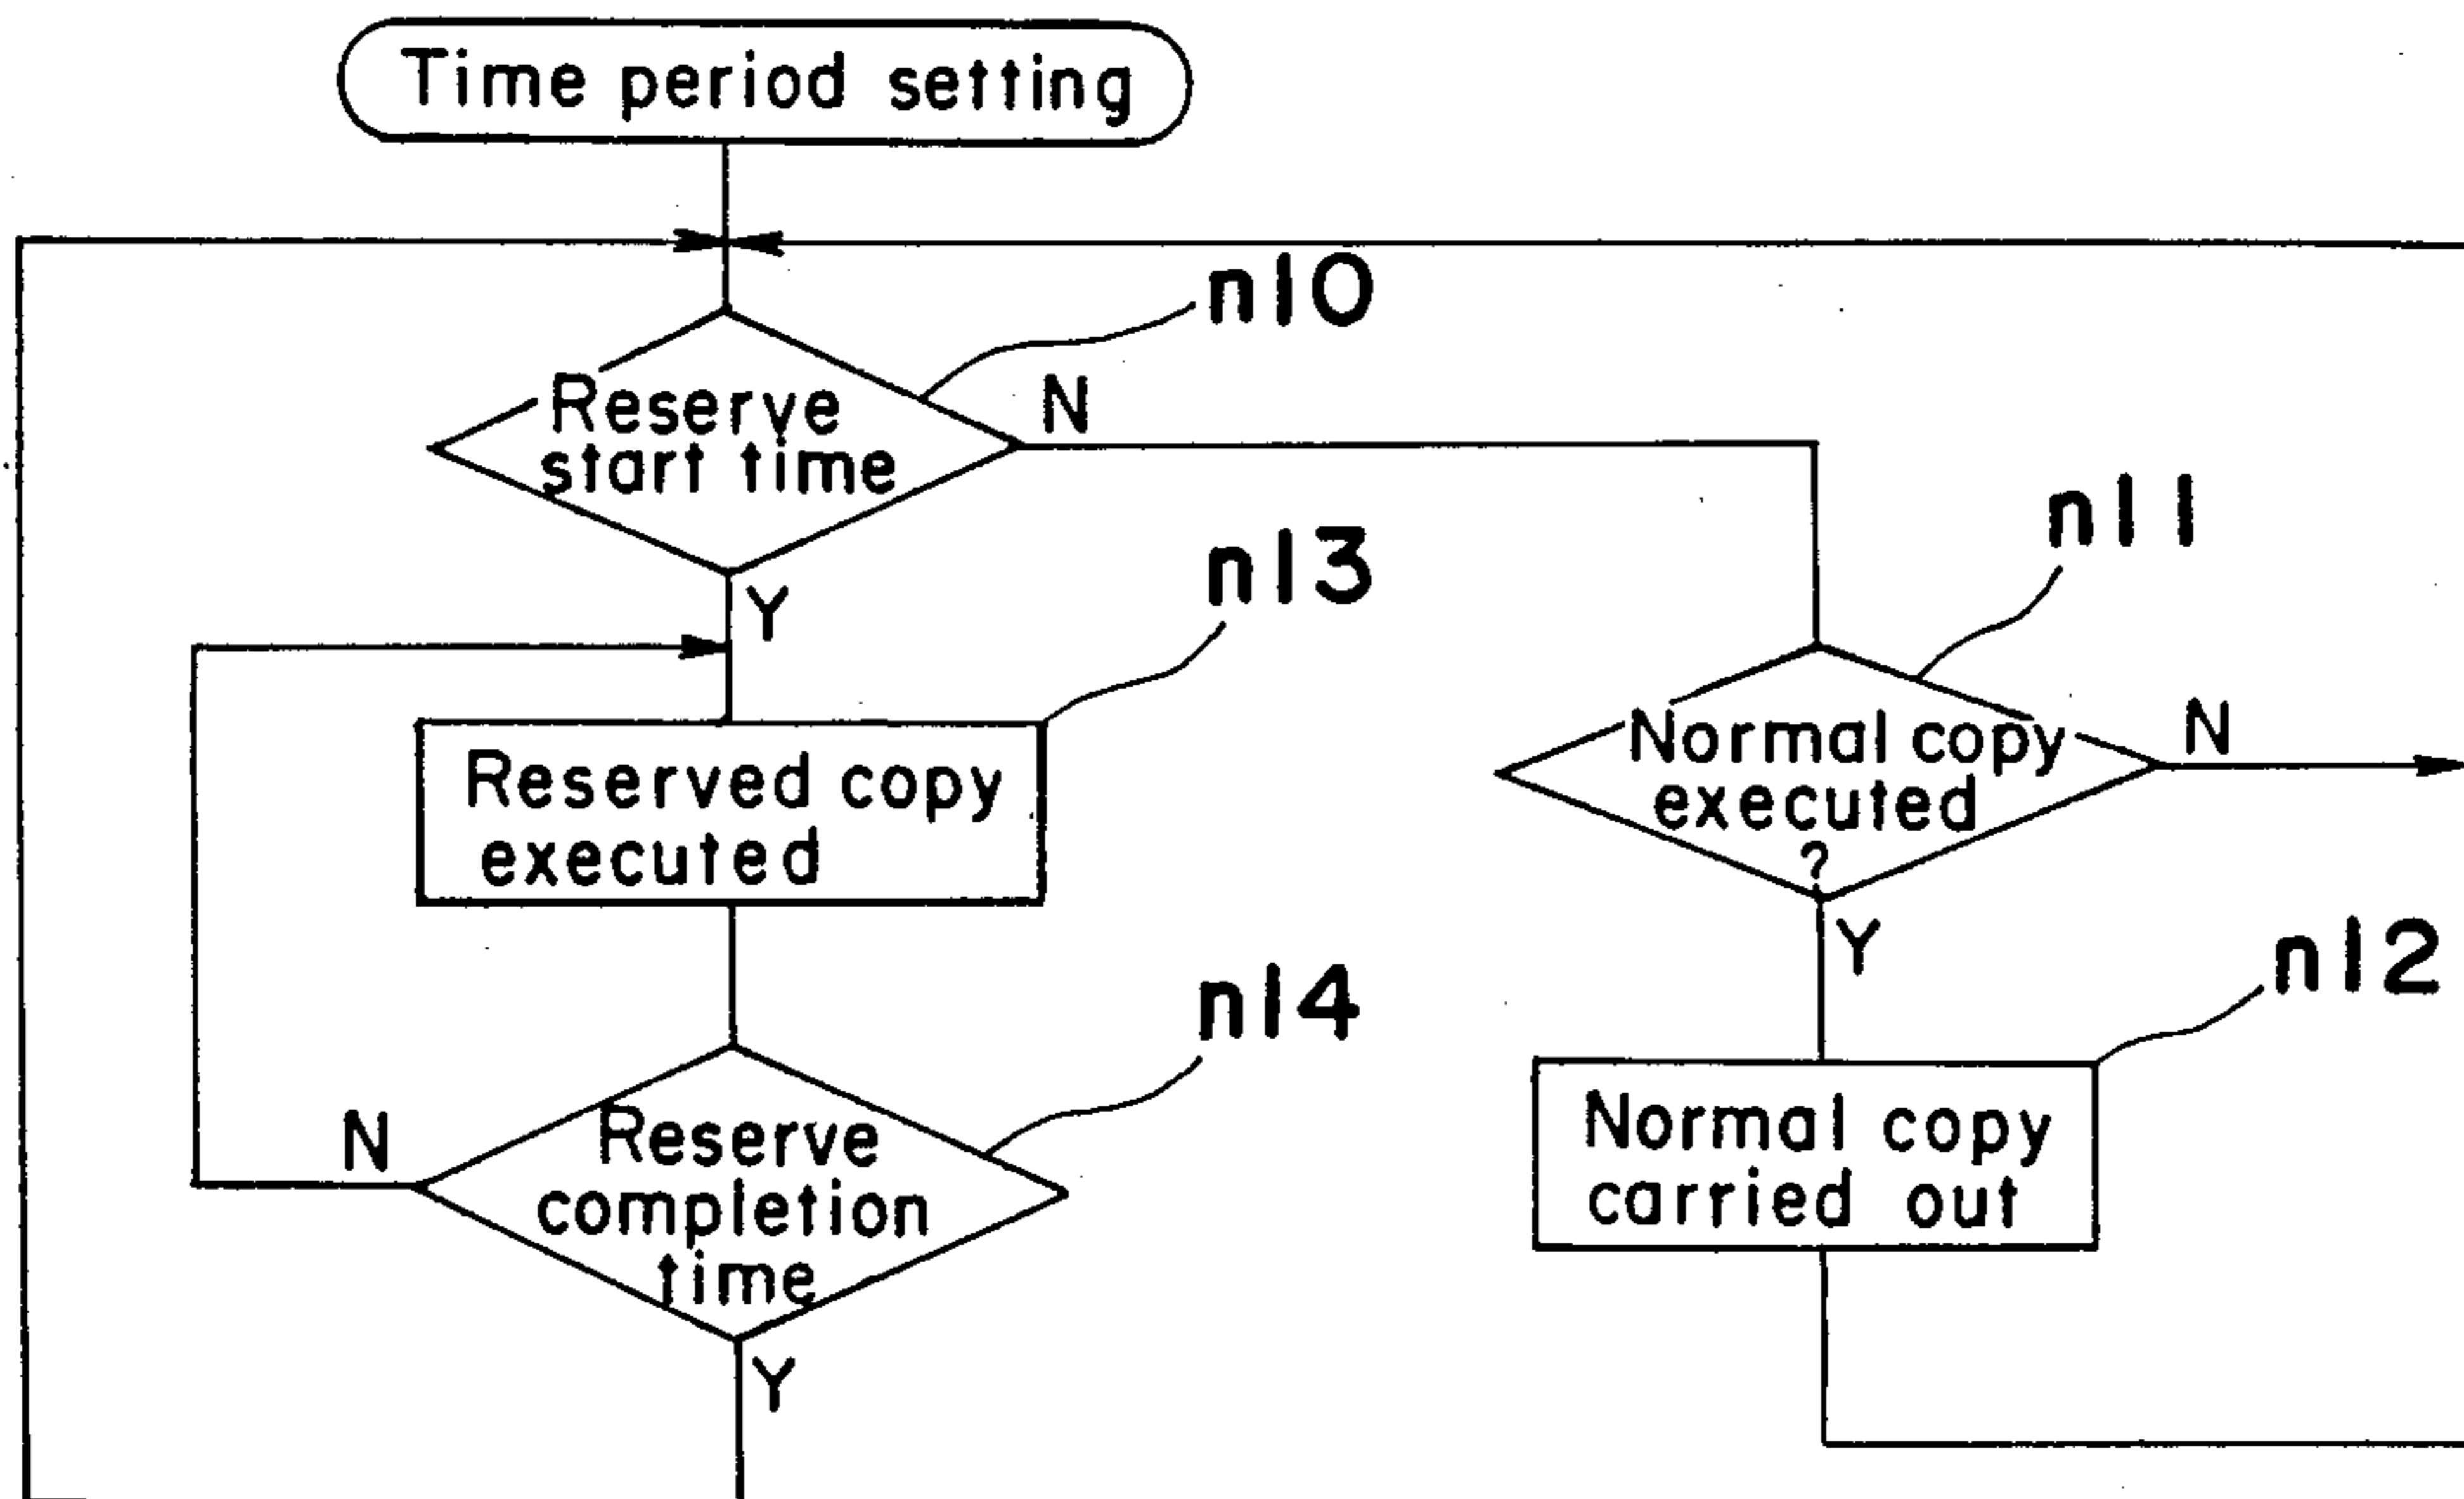 Time period setting
n10
Reserve
start time
N
Y
n13
Reserved copy
executed
n14
Reserve
completion
time
N
Y
n11
Normal copy
executed
?
N
Y
n12
Normal copy
carried out